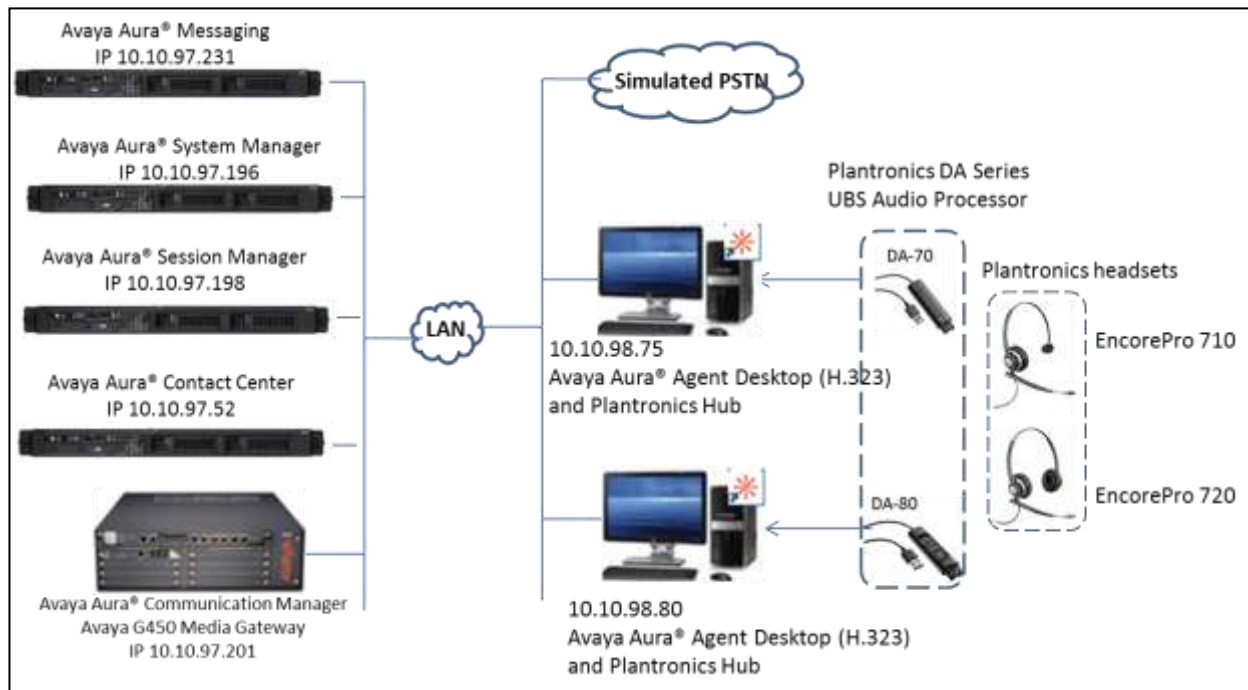 Avaya Aura® Messaging
IP 10.10.97.231
Avaya Aura® System Manager
IP 10.10.97.196
Avaya Aura® Session Manager
IP 10.10.97.198
Avaya Aura® Contact Center
IP 10.10.97.52
Avaya Aura® Communication Manager
Avaya G450 Media Gateway
IP 10.10.97.201
LAN
Simulated PSTN
10.10.98.75
Avaya Aura® Agent Desktop (H.323)
and Plantronics Hub
10.10.98.80
Avaya Aura® Agent Desktop (H.323)
and Plantronics Hub
Plantronics DA Series
UBS Audio Processor
DA-70
DA-80
Plantronics headsets
EncorePro 710
EncorePro 720